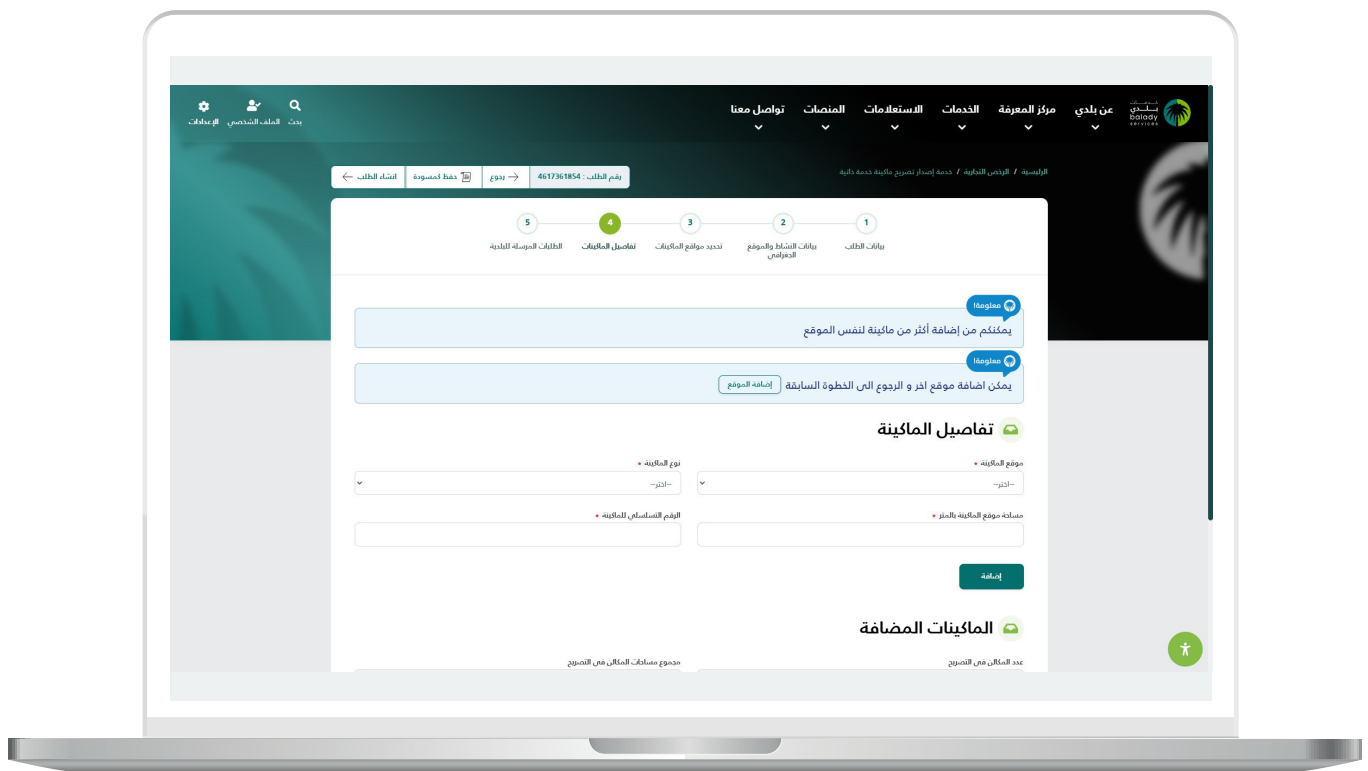 خدمات
بلدي
balady
services
عن بلدي
مركز المعرفة
الخدمات
الاستعلامات
المنصات
تواصل معنا
بحث
الملف الشخصي
الإعدادات
الرئيسية / الرخص التجارية / خدمة إصدار تصريح ماكينة خدمة ذاتية
رقم الطلب : 4617361854
رجوع
حفظ كمسودة
انشاء الطلب
1
2
3
4
5
بيانات الطلب
بيانات النشاط والموقع
الجغرافي
تحديد مواقع الماكينات
تفاصيل الماكينات
الطلبات المرسلة للبلدية
معلومة!
يمكنكم من إضافة أكثر من ماكينة لنفس الموقع
معلومة!
يمكن اضافة موقع اخر و الرجوع الى الخطوة السابقة
إضافة الموقع
تفاصيل الماكينة
موقع الماكينة •
نوع الماكينة •
--اختر--
--اختر--
مساحة موقع الماكينة بالمتر •
الرقم التسلسلي للماكينة •
إضافة
الماكينات المضافة
عدد المكائن في التصريح
مجموع مساحات المكائن في التصريح